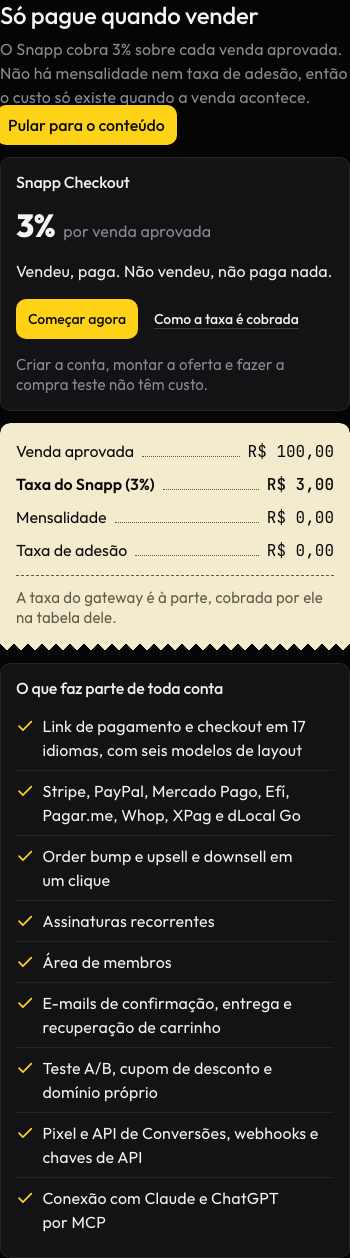 Só pague quando vender
O Snapp cobra 3% sobre cada venda aprovada.
Não há mensalidade nem taxa de adesão, então
o custo só existe quando a venda acontece.
Pular para o conteúdo
Snapp Checkout
3% por venda aprovada
Vendeu, paga. Não vendeu, não paga nada.
Começar agora Como a taxa é cobrada
Criar a conta, montar a oferta e fazer a
compra teste não têm custo.
Venda aprovada R$ 100,00
Taxa do Snapp (3%) R$ 3,00
Mensalidade R$ 0,00
Taxa de adesão R$ 0,00
A taxa do gateway é à parte, cobrada por ele
na tabela dele.
O que faz parte de toda conta
Link de pagamento e checkout em 17
idiomas, com seis modelos de layout
Stripe, PayPal, Mercado Pago, Efí,
Pagar.me, Whop, XPag e dLocal Go
Order bump e upsell e downsell em
um clique
Assinaturas recorrentes
Área de membros
E-mails de confirmação, entrega e
recuperação de carrinho
Teste A/B, cupom de desconto e
domínio próprio
Pixel e API de Conversões, webhooks e
chaves de API
Conexão com Claude e ChatGPT
por MCP